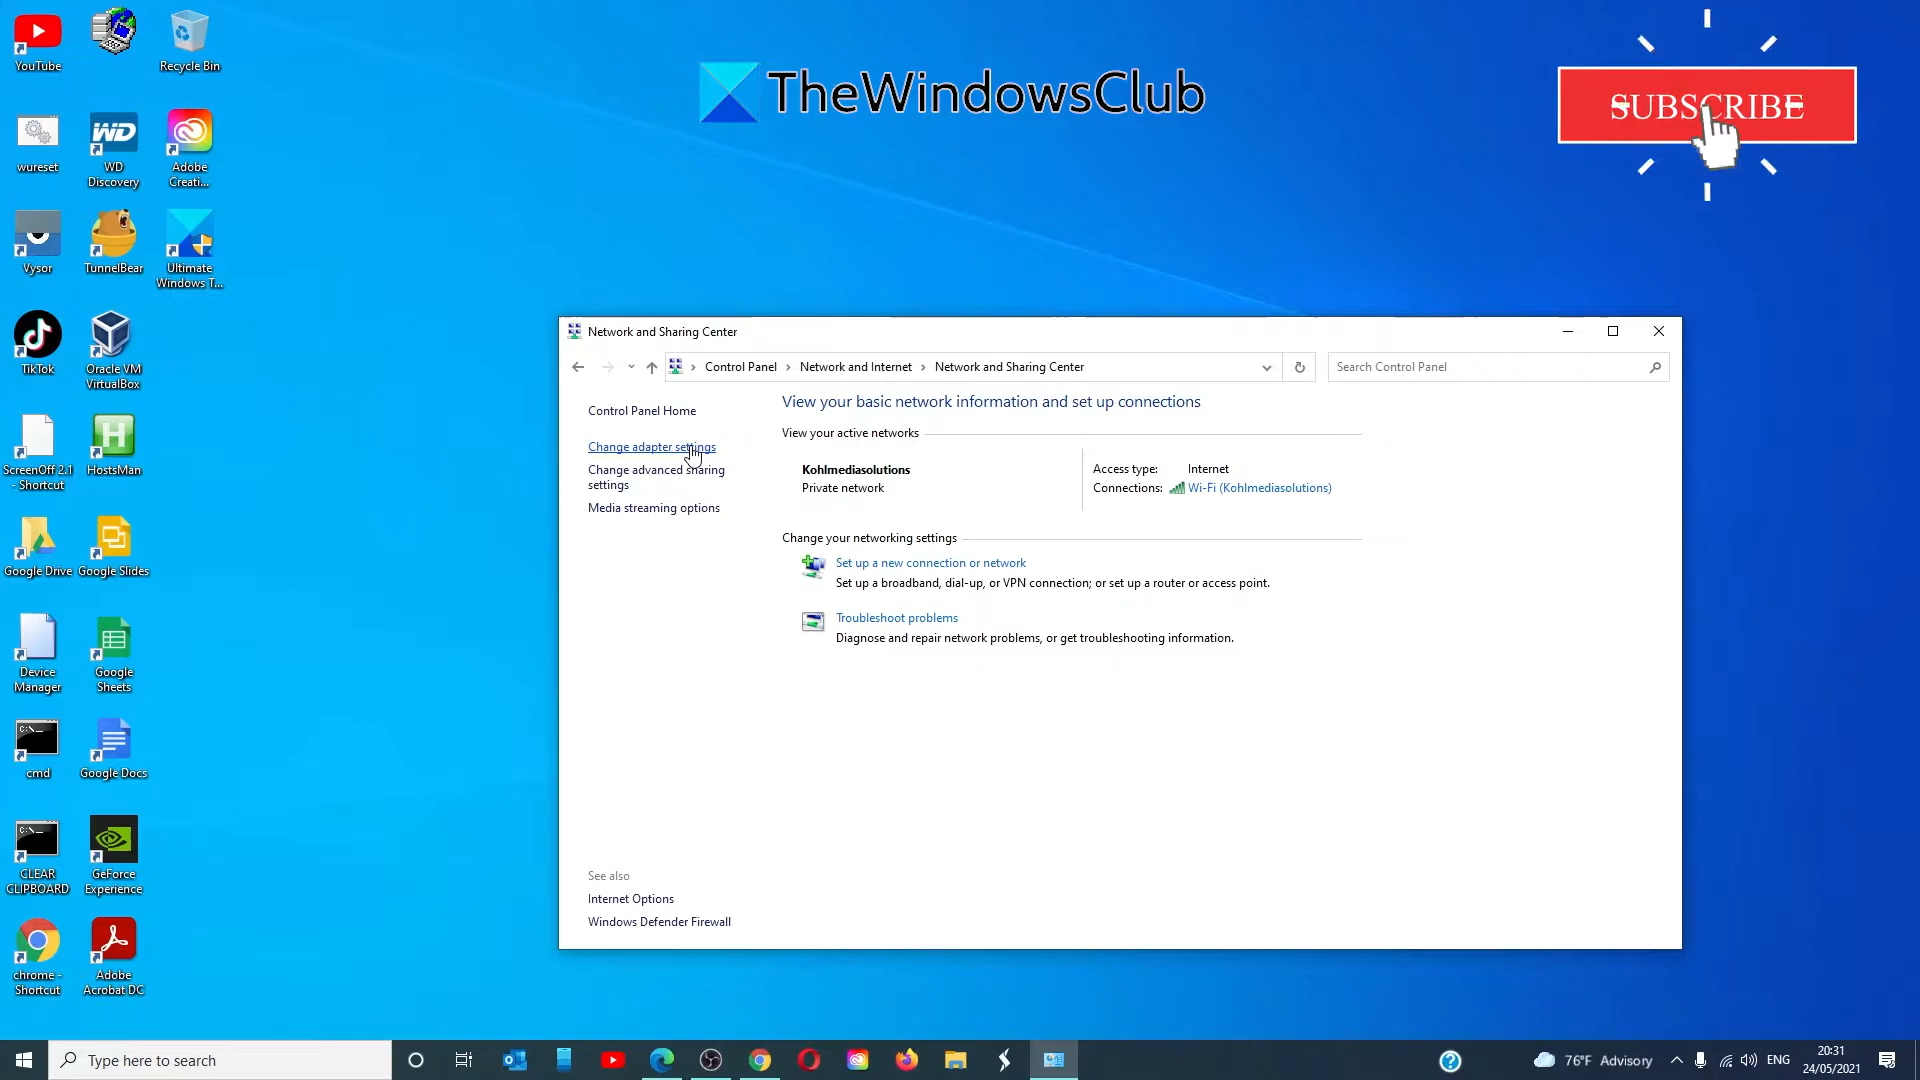 YouTube
Recycle Bin
TheWindowsClub
SUBSCRIBE
wureset
WD
WD
Discovery
Adobe
Creati...
Vysor
TunnelBear
Ultimate
Windows T...
TikTok
Oracle VM
VirtualBox
ScreenOff 2.1
- Shortcut
H
HostsMan
Google Drive
Google Slides
Device
Manager
Google
Sheets
C:\_
cmd
Google Docs
C:\_
CLEAR
CLIPBOARD
GeForce
Experience
chrome -
Shortcut
Adobe
Acrobat DC
Network and Sharing Center
Control Panel
Network and Internet
Network and Sharing Center
Search Control Panel
Control Panel Home
Change adapter settings
Change advanced sharing
settings
Media streaming options
View your basic network information and set up connections
View your active networks
Kohlmediasolutions
Private network
Access type: Internet
Connections: Wi-Fi (Kohlmediasolutions)
Change your networking settings
Set up a new connection or network
Set up a broadband, dial-up, or VPN connection; or set up a router or access point.
Troubleshoot problems
Diagnose and repair network problems, or get troubleshooting information.
See also
Internet Options
Windows Defender Firewall
Type here to search
?
76°F Advisory
ENG
20:31
24/05/2021